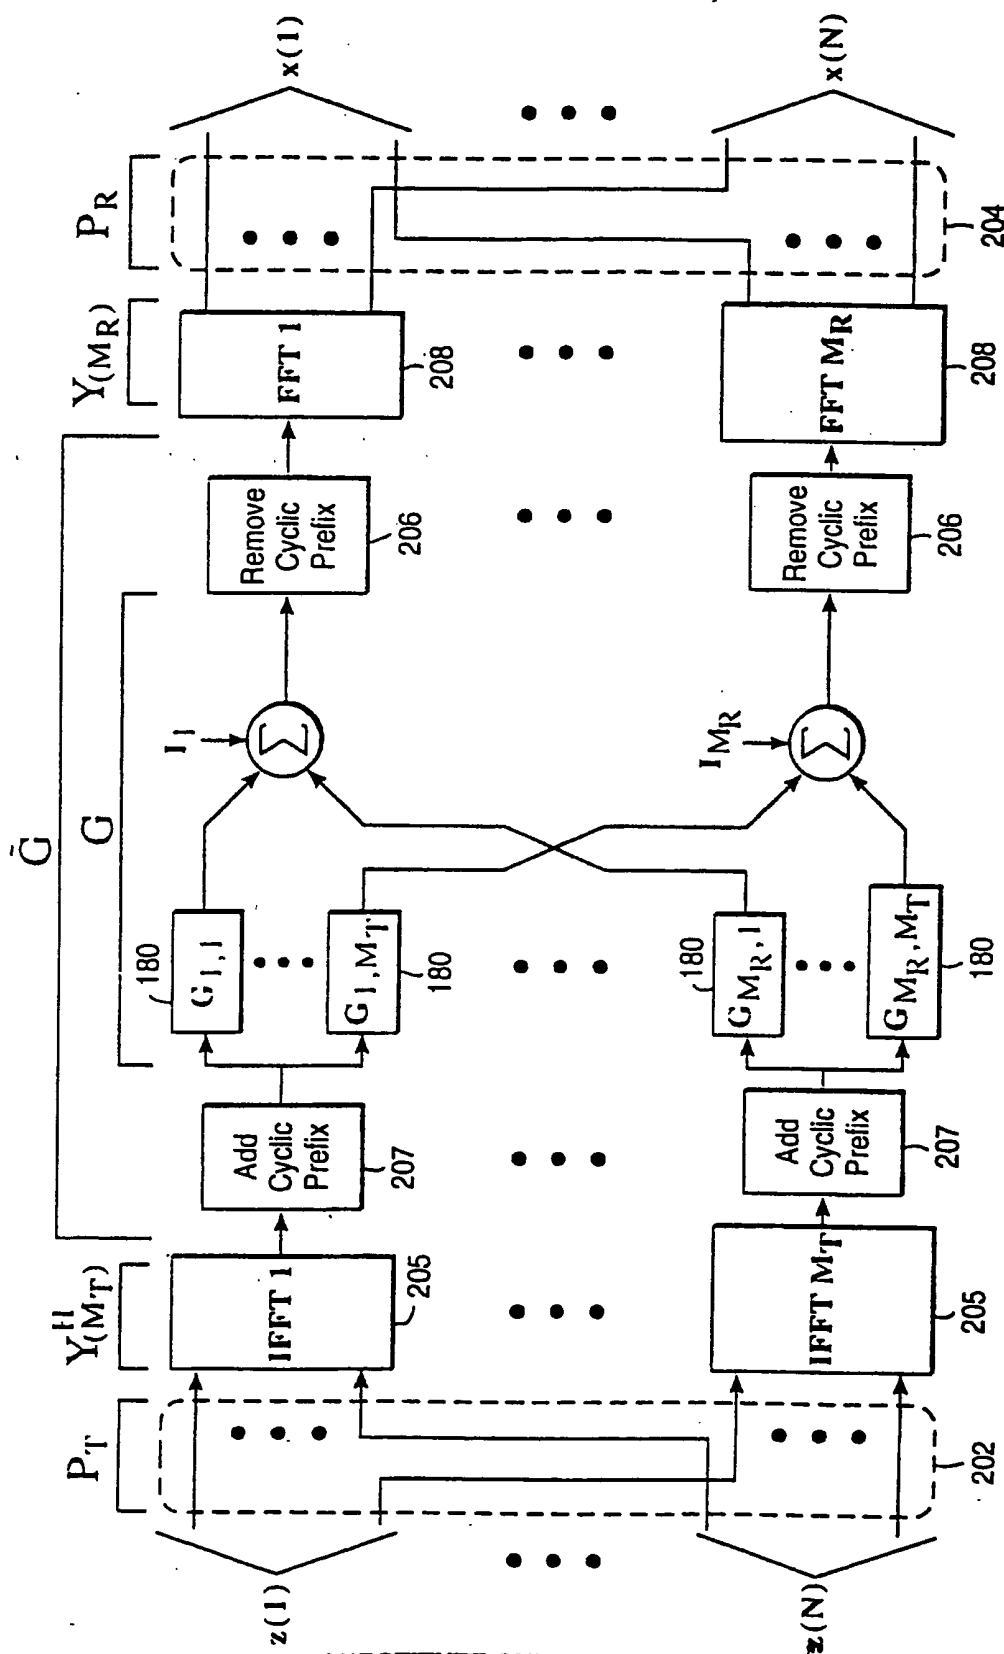 G̃
G
P_T
Y^H_(M_T)
Y_(M_R)
P_R
z(1)
IFFT 1
205
Add
Cyclic
Prefix
207
180
G_1,1
G_1,M_T
180
I_1
Σ
Remove
Cyclic
Prefix
206
FFT 1
208
x(1)
z(N)
202
IFFT M_T
205
Add
Cyclic
Prefix
207
180
G_M_R,1
G_M_R,M_T
180
I_M_R
Σ
Remove
Cyclic
Prefix
206
FFT M_R
208
204
x(N)